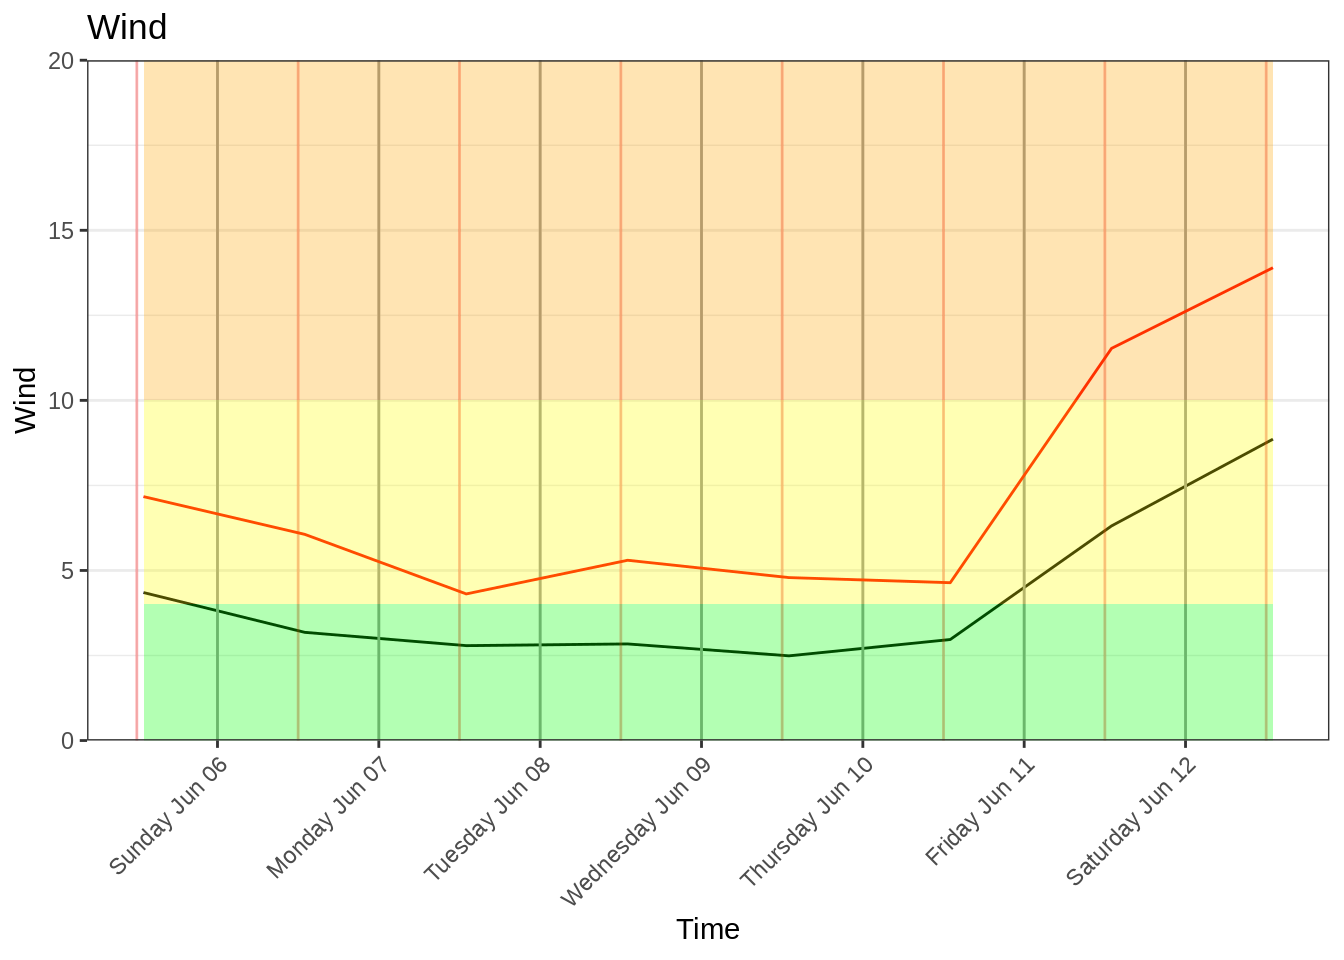 Wind
20
15
10
5
0
Wind
Sunday Jun 06
Monday Jun 07
Tuesday Jun 08
Wednesday Jun 09
Thursday Jun 10
Friday Jun 11
Saturday Jun 12
Time